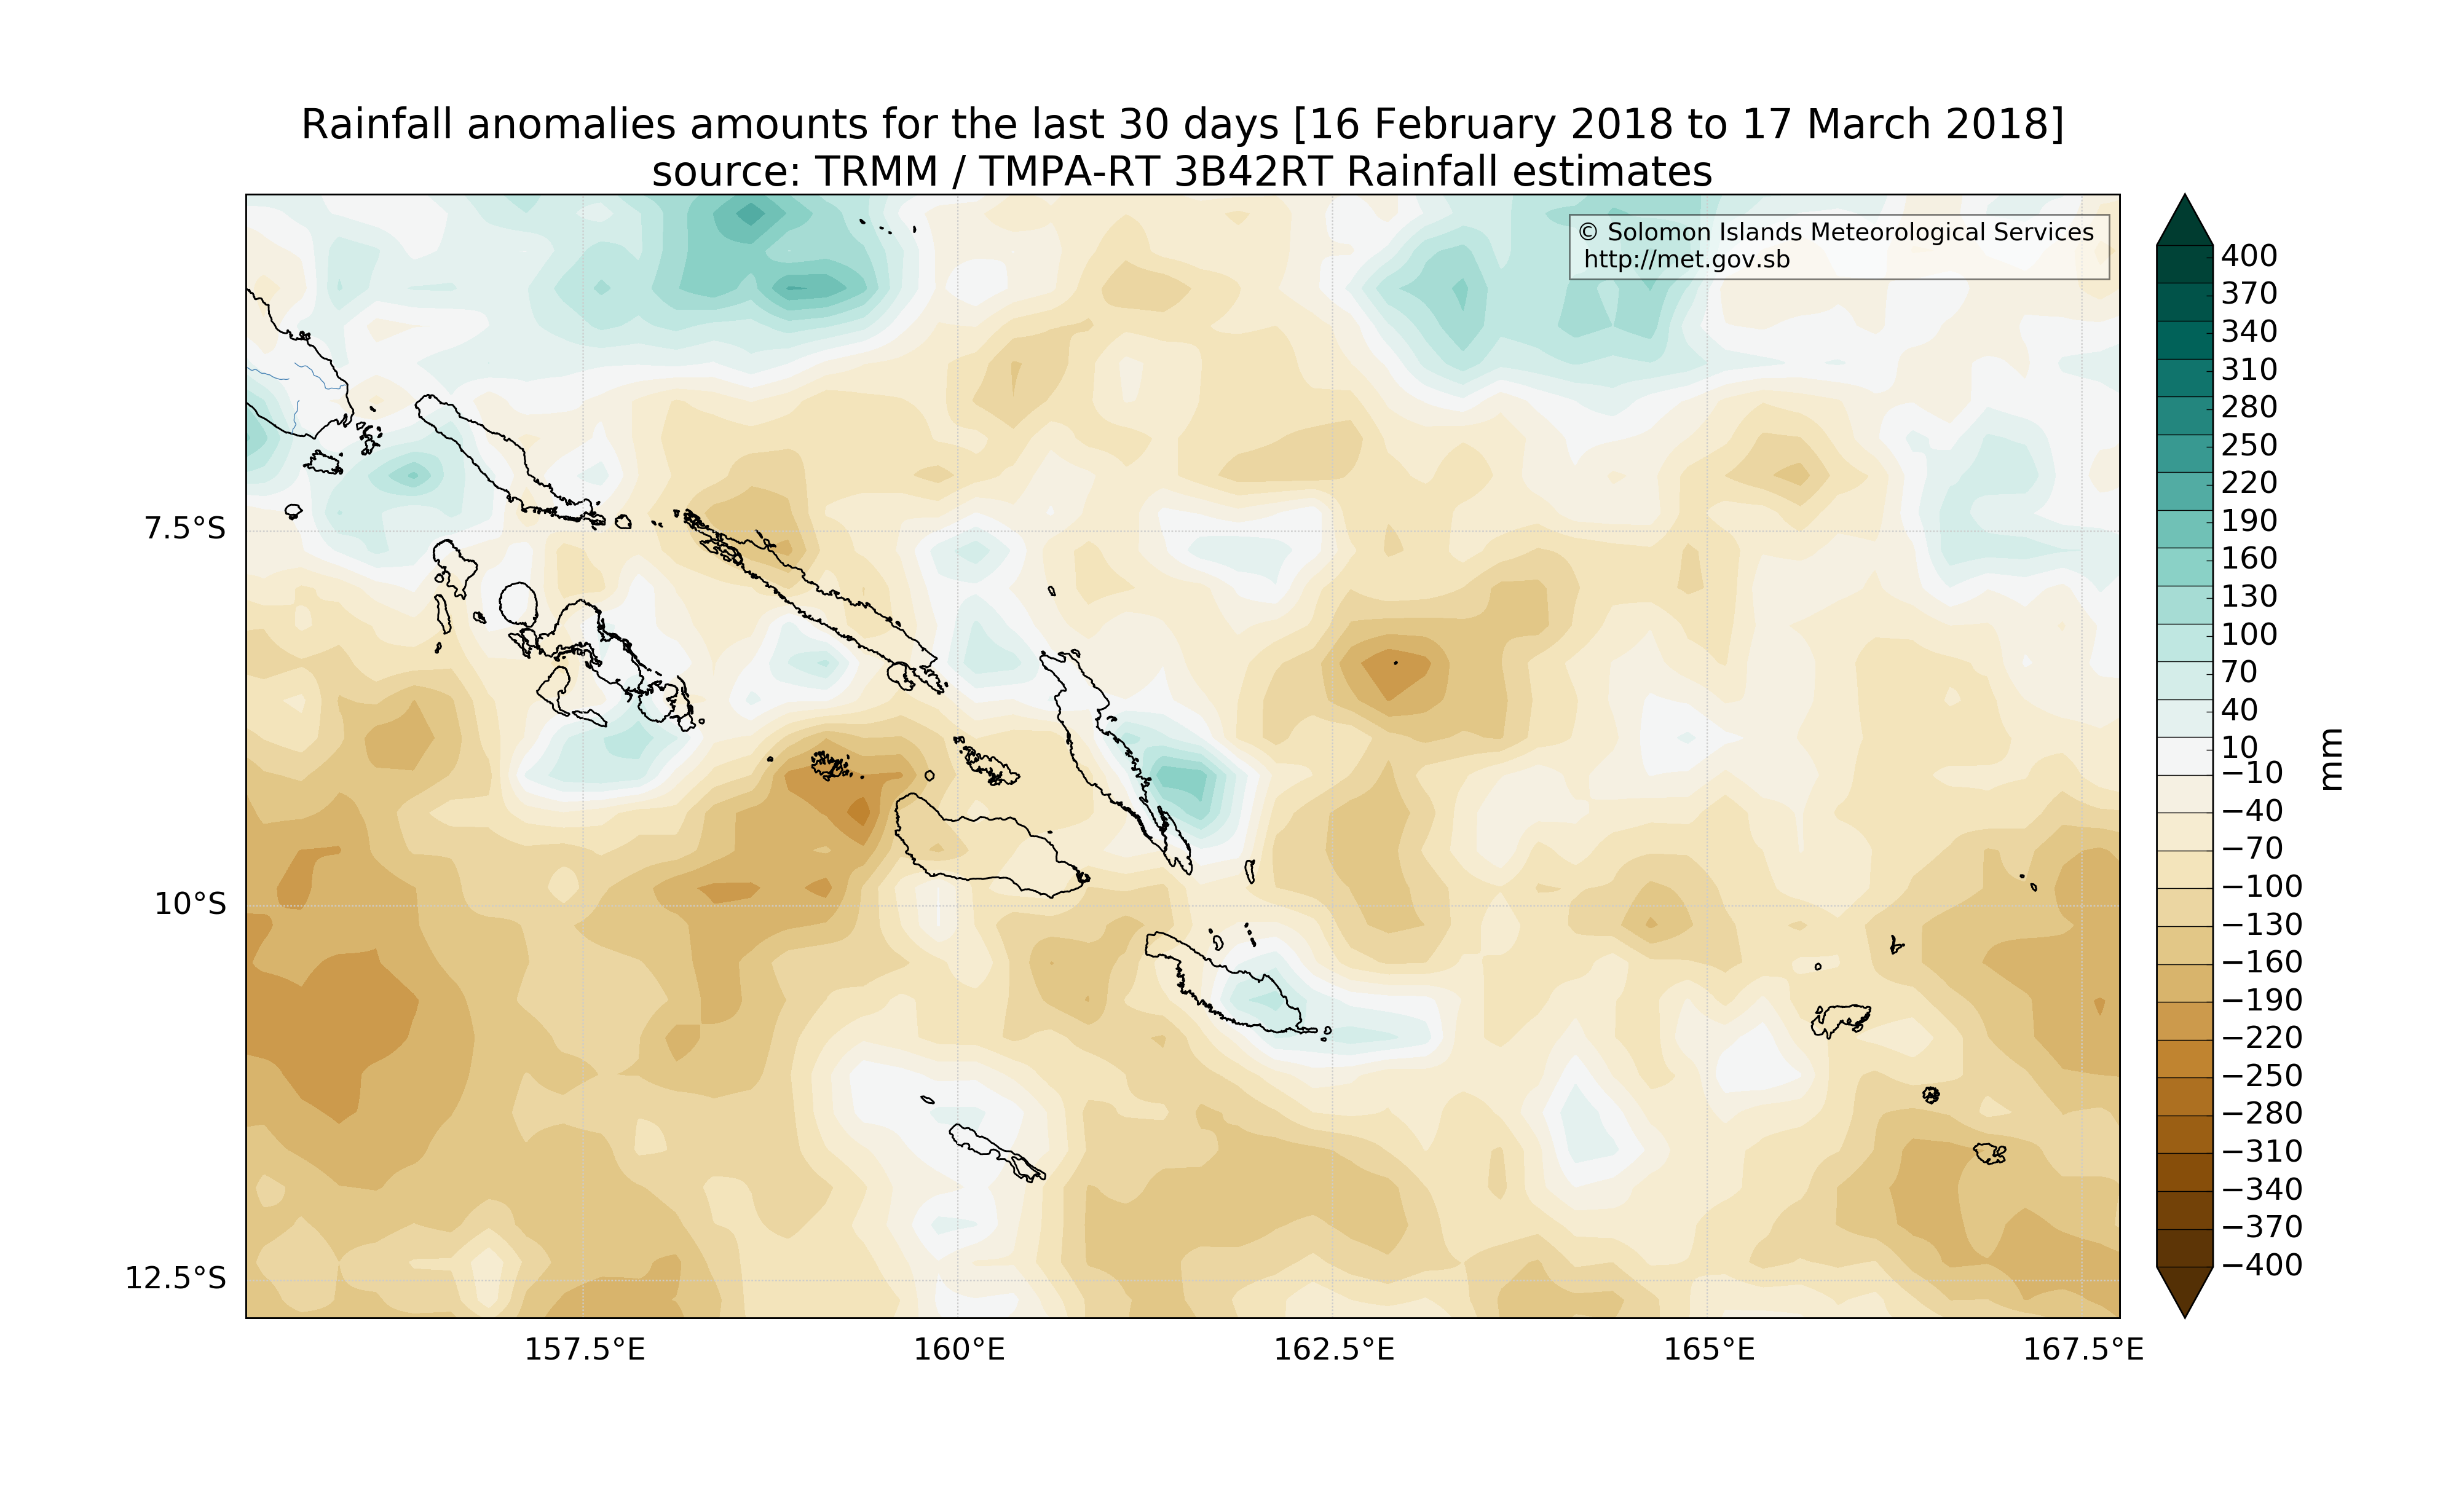 Rainfall anomalies amounts for the last 30 days [16 February 2018 to 17 March 2018]
source: TRMM / TMPA-RT 3B42RT Rainfall estimates
© Solomon Islands Meteorological Services
http://met.gov.sb
7.5°S
10°S
12.5°S
157.5°E
160°E
162.5°E
165°E
167.5°E
400
370
340
310
280
250
220
190
160
130
100
70
40
10
−10
−40
−70
−100
−130
−160
−190
−220
−250
−280
−310
−340
−370
−400
mm